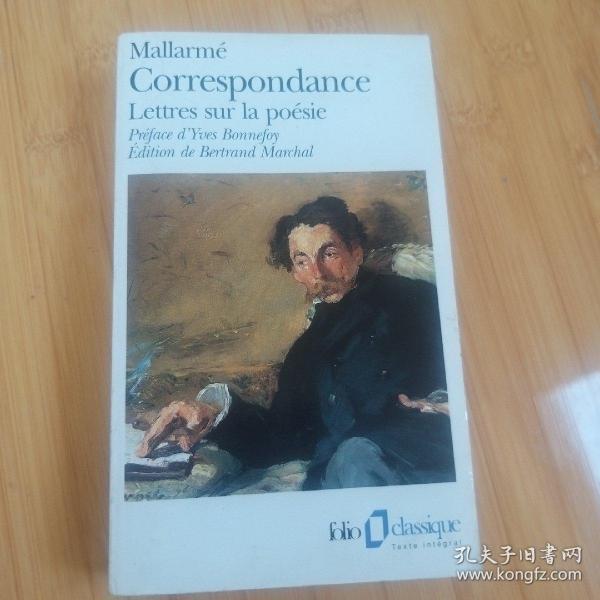 Mallarmé
Correspondance
Lettres sur la poésie
Préface d'Yves Bonnefoy
Édition de Bertrand Marchal
folio classique
Texte intégral
孔夫子旧书网
www.kongfz.com